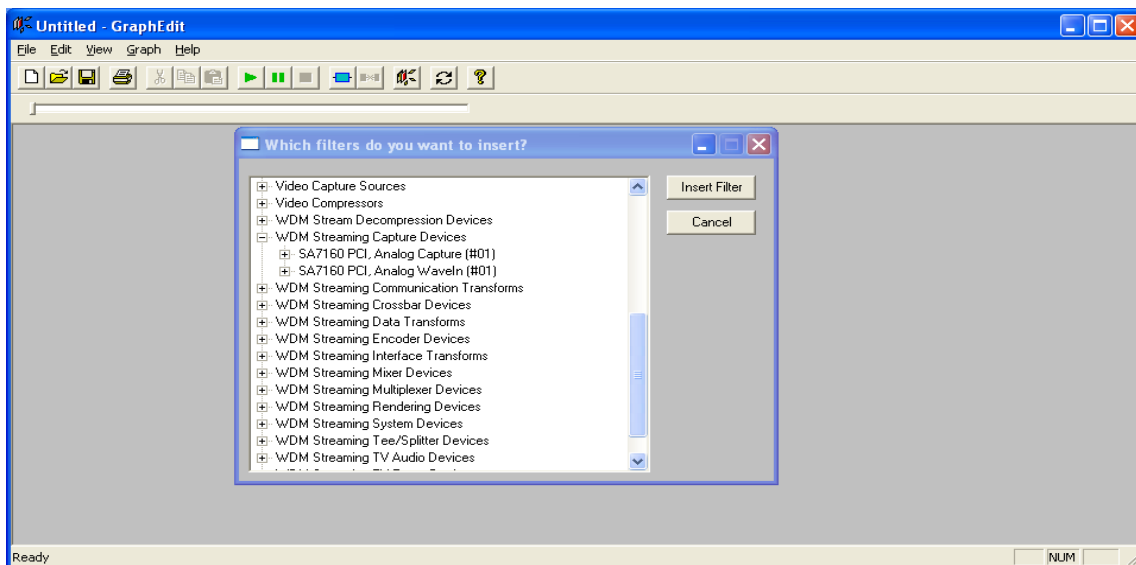 Untitled - GraphEdit
File Edit View Graph Help
Which filters do you want to insert?
Video Capture Sources
Video Compressors
WDM Stream Decompression Devices
WDM Streaming Capture Devices
SA7160 PCI, Analog Capture (#01)
SA7160 PCI, Analog WaveIn (#01)
WDM Streaming Communication Transforms
WDM Streaming Crossbar Devices
WDM Streaming Data Transforms
WDM Streaming Encoder Devices
WDM Streaming Interface Transforms
WDM Streaming Mixer Devices
WDM Streaming Multiplexer Devices
WDM Streaming Rendering Devices
WDM Streaming System Devices
WDM Streaming Tee/Splitter Devices
WDM Streaming TV Audio Devices
Insert Filter
Cancel
Ready
NUM